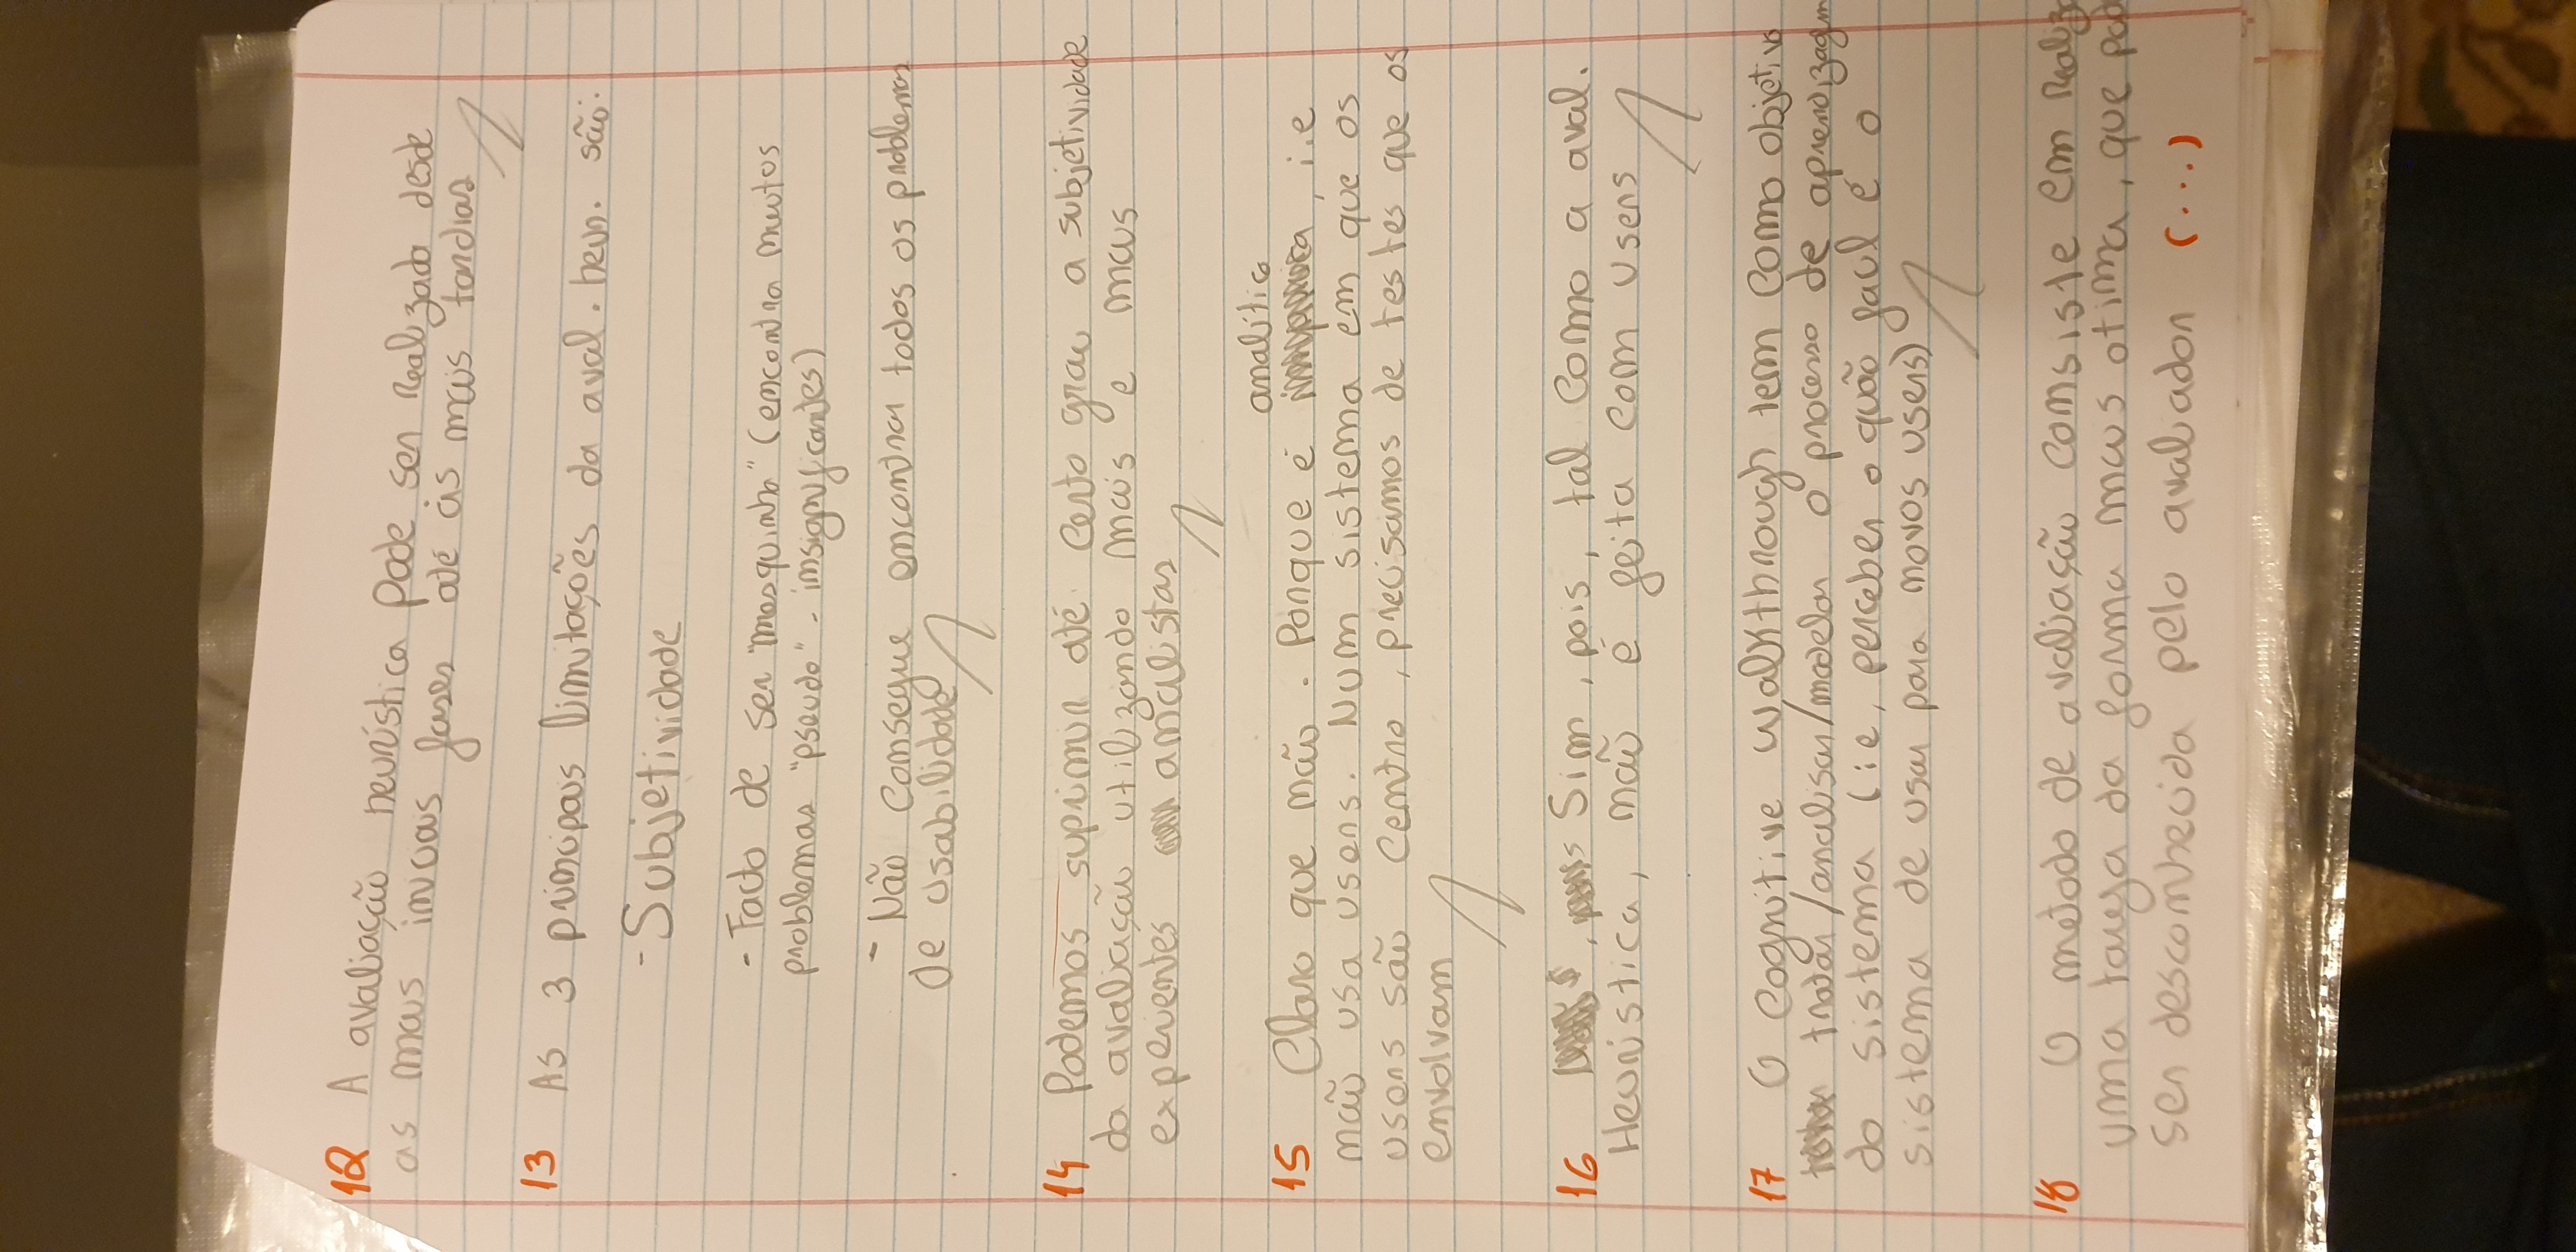 12 A avaliação heurística pode ser realizada desde
as mais iniciais fases até às mais tardias
13 As 3 principais limitações da aval. heur. são:
- Subjetividade
- Facto de ser "mesquinha" (encontra muitos
problemas "pseudo" - insignificantes)
- Não consegue encontrar todos os problemas
de usabilidade
14 Podemos suprimir até certo grau a subjetividade
da avaliação utilizando mais e mais
experientes analistas
analítica
15 Claro que não. Porque é , i.e
não usa users. Num sistema em que os
users são centro, precisamos de testes que os
envolvam
16 Sim, pois, tal como a aval.
Heurística, não é feita com users
17 O cognitive walkthrough tem como objetivo
tratar/analisar/modelar o processo de aprendizagem
do sistema (ie, perceber o quão facil é o
sistema de usar para novos users)
18 O metodo de avaliação consiste em
uma tarefa da forma mais otima, que
ser desconhecida pelo avaliador (...)